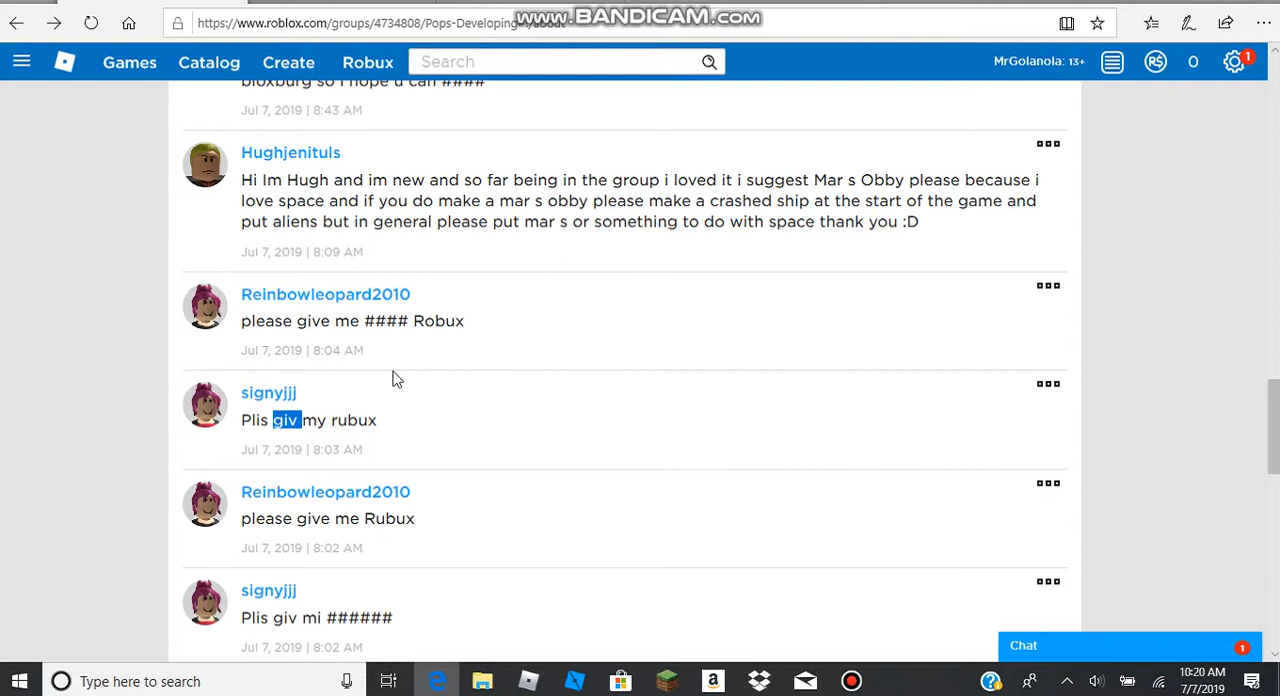 www.BANDICAM.com
https://www.roblox.com/groups/4734808/Pops-Developing#!/about
Games Catalog Create Robux Search MrGolanola: 13+ R$ 0 1
bloxburg so i hope u can ####
Jul 7, 2019 | 8:43 AM
Hughjenituls
Hi Im Hugh and im new and so far being in the group i loved it i suggest Mar s Obby please because i
love space and if you do make a mar s obby please make a crashed ship at the start of the game and
put aliens but in general please put mar s or something to do with space thank you :D
Jul 7, 2019 | 8:09 AM
Reinbowleopard2010
please give me #### Robux
Jul 7, 2019 | 8:04 AM
signyjjj
Plis giv my rubux
Jul 7, 2019 | 8:03 AM
Reinbowleopard2010
please give me Rubux
Jul 7, 2019 | 8:02 AM
signyjjj
Plis giv mi ######
Jul 7, 2019 | 8:02 AM
Chat 1
Type here to search
10:20 AM
7/7/2019